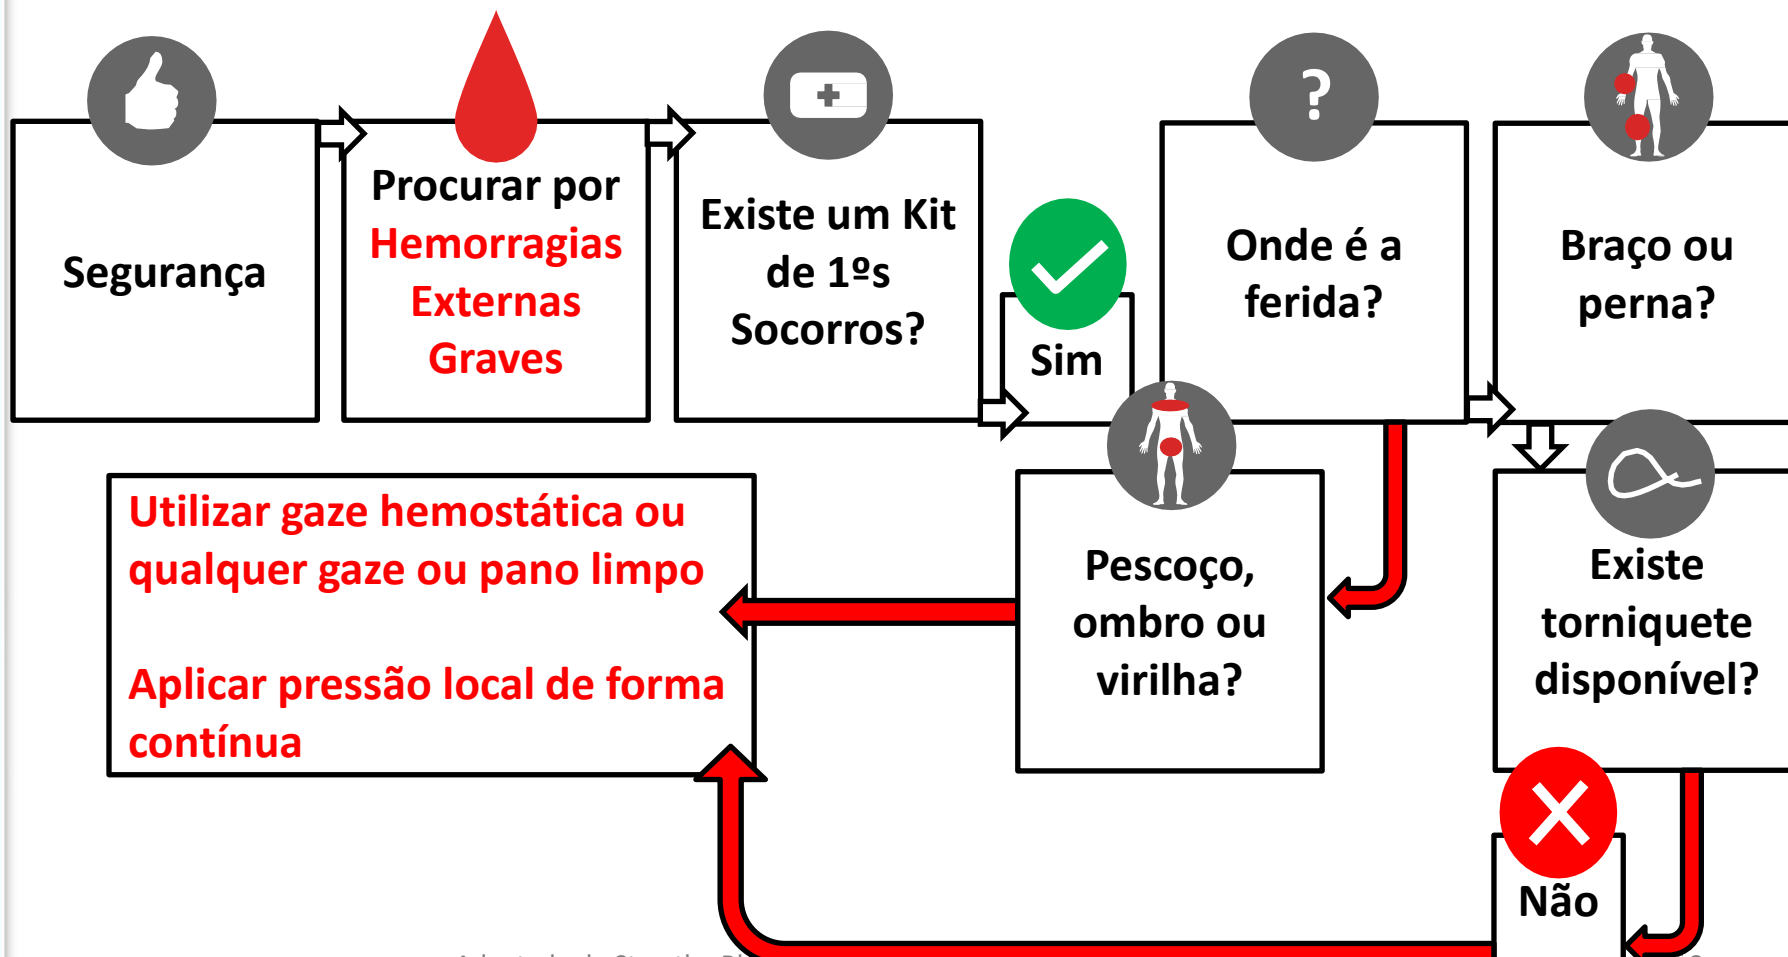 Segurança
Procurar por
Hemorragias
Externas
Graves
Existe um Kit
de 1ºs
Socorros?
Sim
Onde é a
ferida?
Braço ou
perna?
Utilizar gaze hemostática ou
qualquer gaze ou pano limpo
Aplicar pressão local de forma
contínua
Pescoço,
ombro ou
virilha?
Existe
torniquete
disponível?
Não